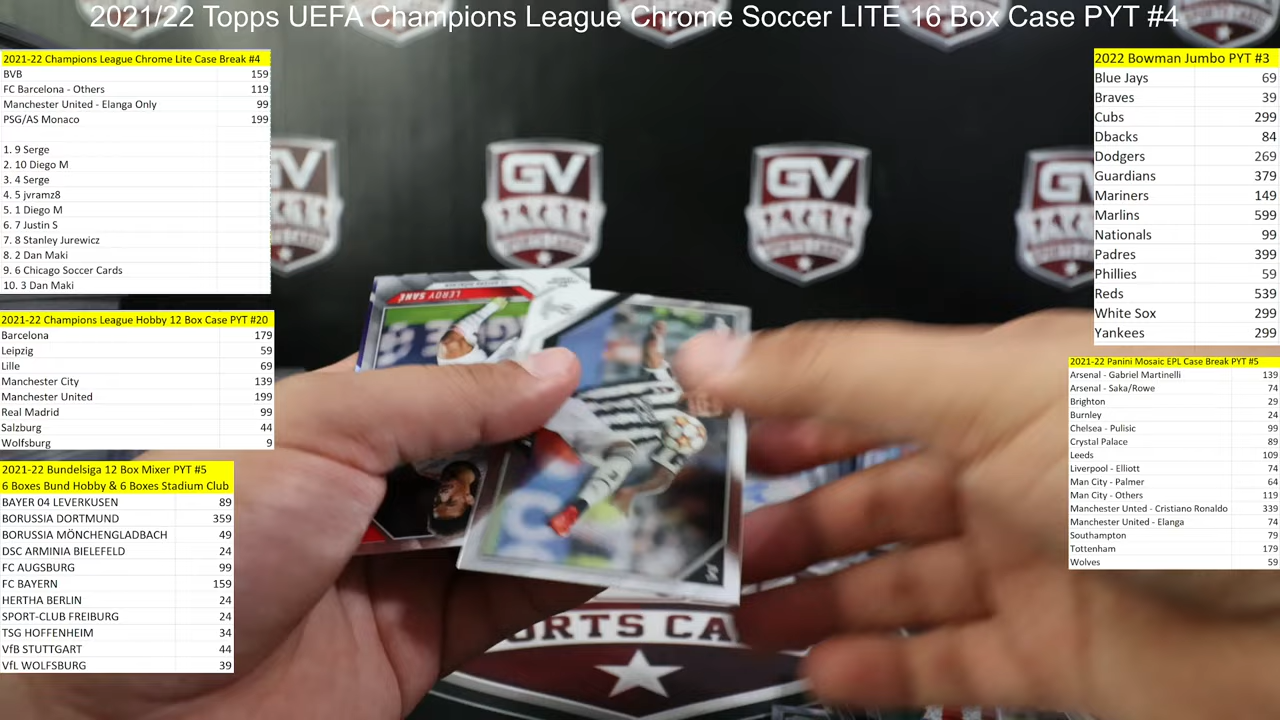 2021/22 Topps UEFA Champions League Chrome Soccer LITE 16 Box Case PYT #4
2021-22 Champions League Chrome Lite Case Break #4
BVB 159
FC Barcelona - Others 119
Manchester United - Elanga Only 99
PSG/AS Monaco 199
1. 9 Serge
2. 10 Diego M
3. 4 Serge
4. 5 jvramz8
5. 1 Diego M
6. 7 Justin S
7. 8 Stanley Jurewicz
8. 2 Dan Maki
9. 6 Chicago Soccer Cards
10. 3 Dan Maki
2021-22 Champions League Hobby 12 Box Case PYT #20
Barcelona 179
Leipzig 59
Lille 69
Manchester City 139
Manchester United 199
Real Madrid 99
Salzburg 44
Wolfsburg 9
2021-22 Bundelsiga 12 Box Mixer PYT #5
6 Boxes Bund Hobby & 6 Boxes Stadium Club
BAYER 04 LEVERKUSEN 89
BORUSSIA DORTMUND 359
BORUSSIA MÖNCHENGLADBACH 49
DSC ARMINIA BIELEFELD 24
FC AUGSBURG 99
FC BAYERN 159
HERTHA BERLIN 24
SPORT-CLUB FREIBURG 24
TSG HOFFENHEIM 34
VfB STUTTGART 44
VfL WOLFSBURG 39
GV
GV
GV
LEROY SANÉ
ORTS CA
2022 Bowman Jumbo PYT #3
Blue Jays 69
Braves 39
Cubs 299
Dbacks 84
Dodgers 269
Guardians 379
Mariners 149
Marlins 599
Nationals 99
Padres 399
Phillies 59
Reds 539
White Sox 299
Yankees 299
2021-22 Panini Mosaic EPL Case Break PYT #5
Arsenal - Gabriel Martinelli 139
Arsenal - Saka/Rowe 74
Brighton 29
Burney 24
Chelsea - Pulisic 99
Crystal Palace 89
Leeds 109
Liverpool - Elliott 74
Man City - Palmer 64
Man City - Others 119
Manchester Unted - Cristiano Ronaldo 339
Manchester United - Elanga 79
Southampton 74
Tottenham 179
Wolves 59